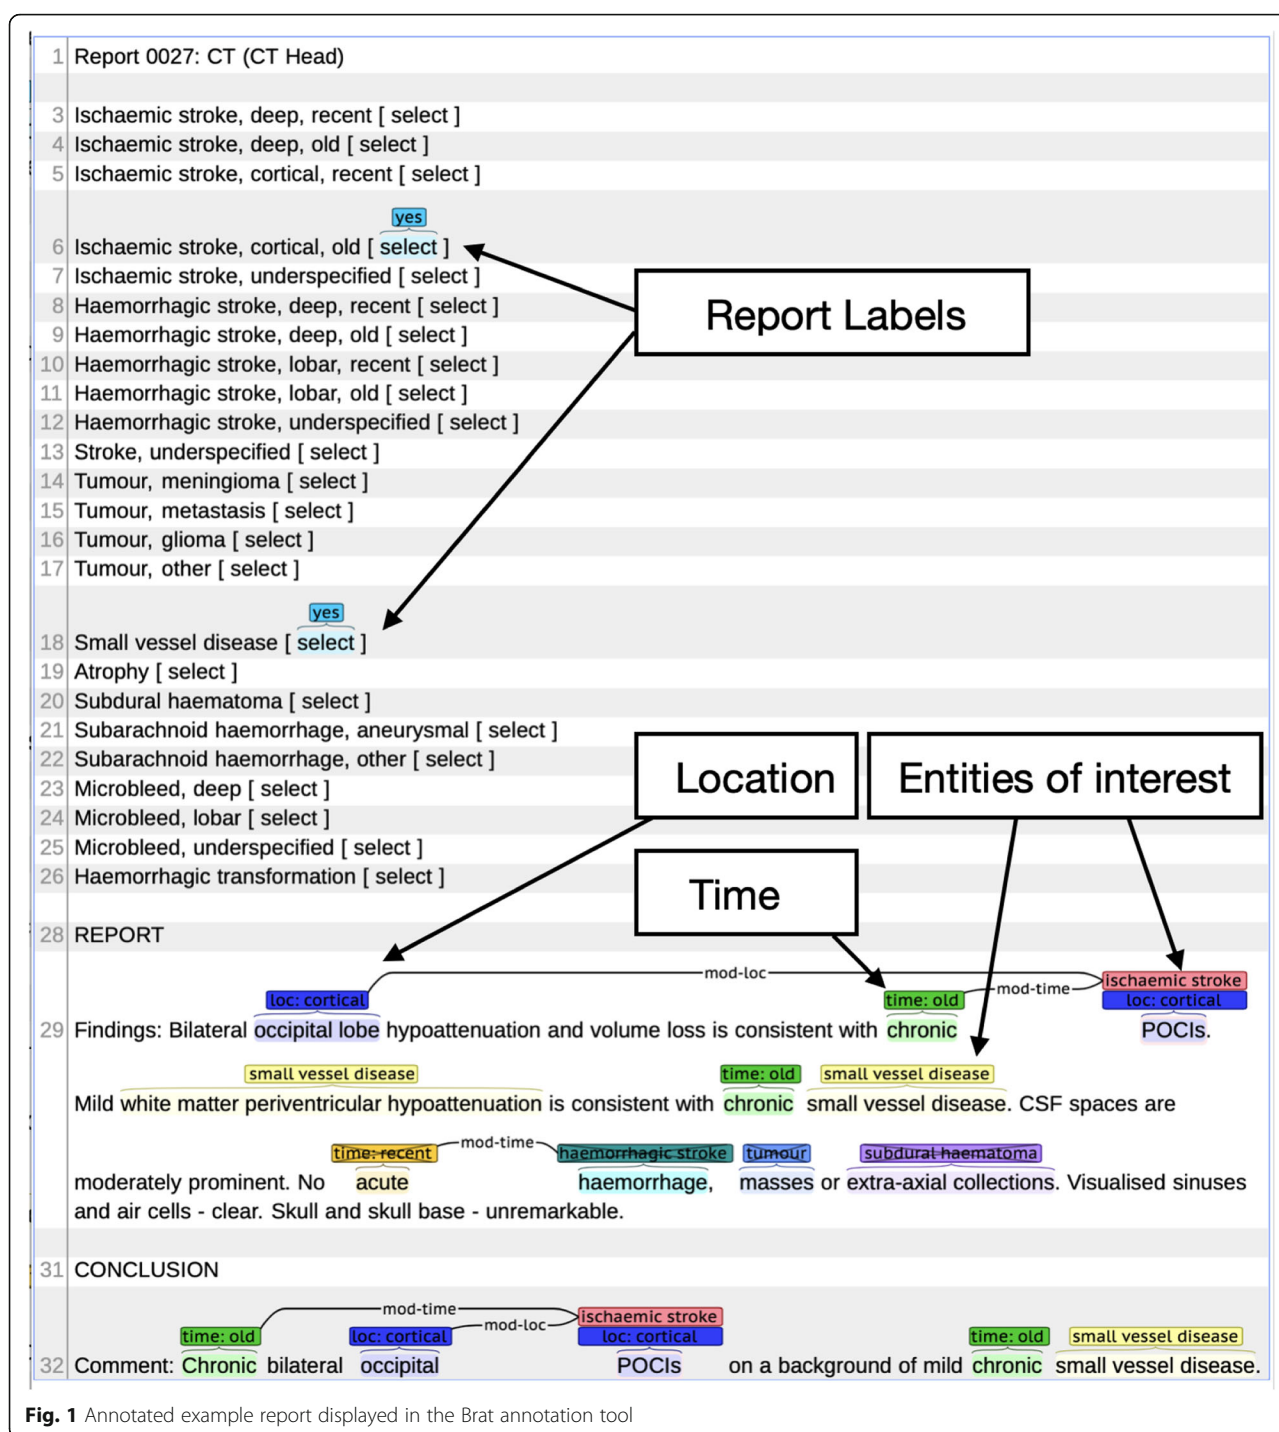 1 Report 0027: CT (CT Head)
3 Ischaemic stroke, deep, recent [ select ]
4 Ischaemic stroke, deep, old [ select ]
5 Ischaemic stroke, cortical, recent [ select ]
yes
6 Ischaemic stroke, cortical, old [ select ]
7 Ischaemic stroke, underspecified [ select ]
8 Haemorrhagic stroke, deep, recent [ select ]
Report Labels
9 Haemorrhagic stroke, deep, old [ select ]
10 Haemorrhagic stroke, lobar, recent [ select ]
11 Haemorrhagic stroke, lobar, old [ select ]
12 Haemorrhagic stroke, underspecified [ select ]
13 Stroke, underspecified [ select ]
14 Tumour, meningioma [ select ]
15 Tumour, metastasis [ select ]
16 Tumour, glioma [ select ]
17 Tumour, other [ select ]
yes
18 Small vessel disease [ select ]
19 Atrophy [ select ]
20 Subdural haematoma [ select ]
21 Subarachnoid haemorrhage, aneurysmal [ select ]
22 Subarachnoid haemorrhage, other [ select ]
Location Entities of interest
23 Microbleed, deep [ select ]
24 Microbleed, lobar [ select ]
25 Microbleed, underspecified [ select ]
26 Haemorrhagic transformation [ select ]
Time
28 REPORT
mod-loc ischaemic stroke
loc: cortical time: old mod-time loc: cortical
29 Findings: Bilateral occipital lobe hypoattenuation and volume loss is consistent with chronic POCIs.
small vessel disease time: old small vessel disease
Mild white matter periventricular hypoattenuation is consistent with chronic small vessel disease. CSF spaces are
time: recent mod-time haemorrhagic stroke tumour subdural haematoma
moderately prominent. No acute haemorrhage, masses or extra-axial collections. Visualised sinuses
and air cells - clear. Skull and skull base - unremarkable.
31 CONCLUSION
mod-time ischaemic stroke
time: old loc: cortical mod-loc loc: cortical time: old small vessel disease
32 Comment: Chronic bilateral occipital POCIs on a background of mild chronic small vessel disease.
Fig. 1 Annotated example report displayed in the Brat annotation tool